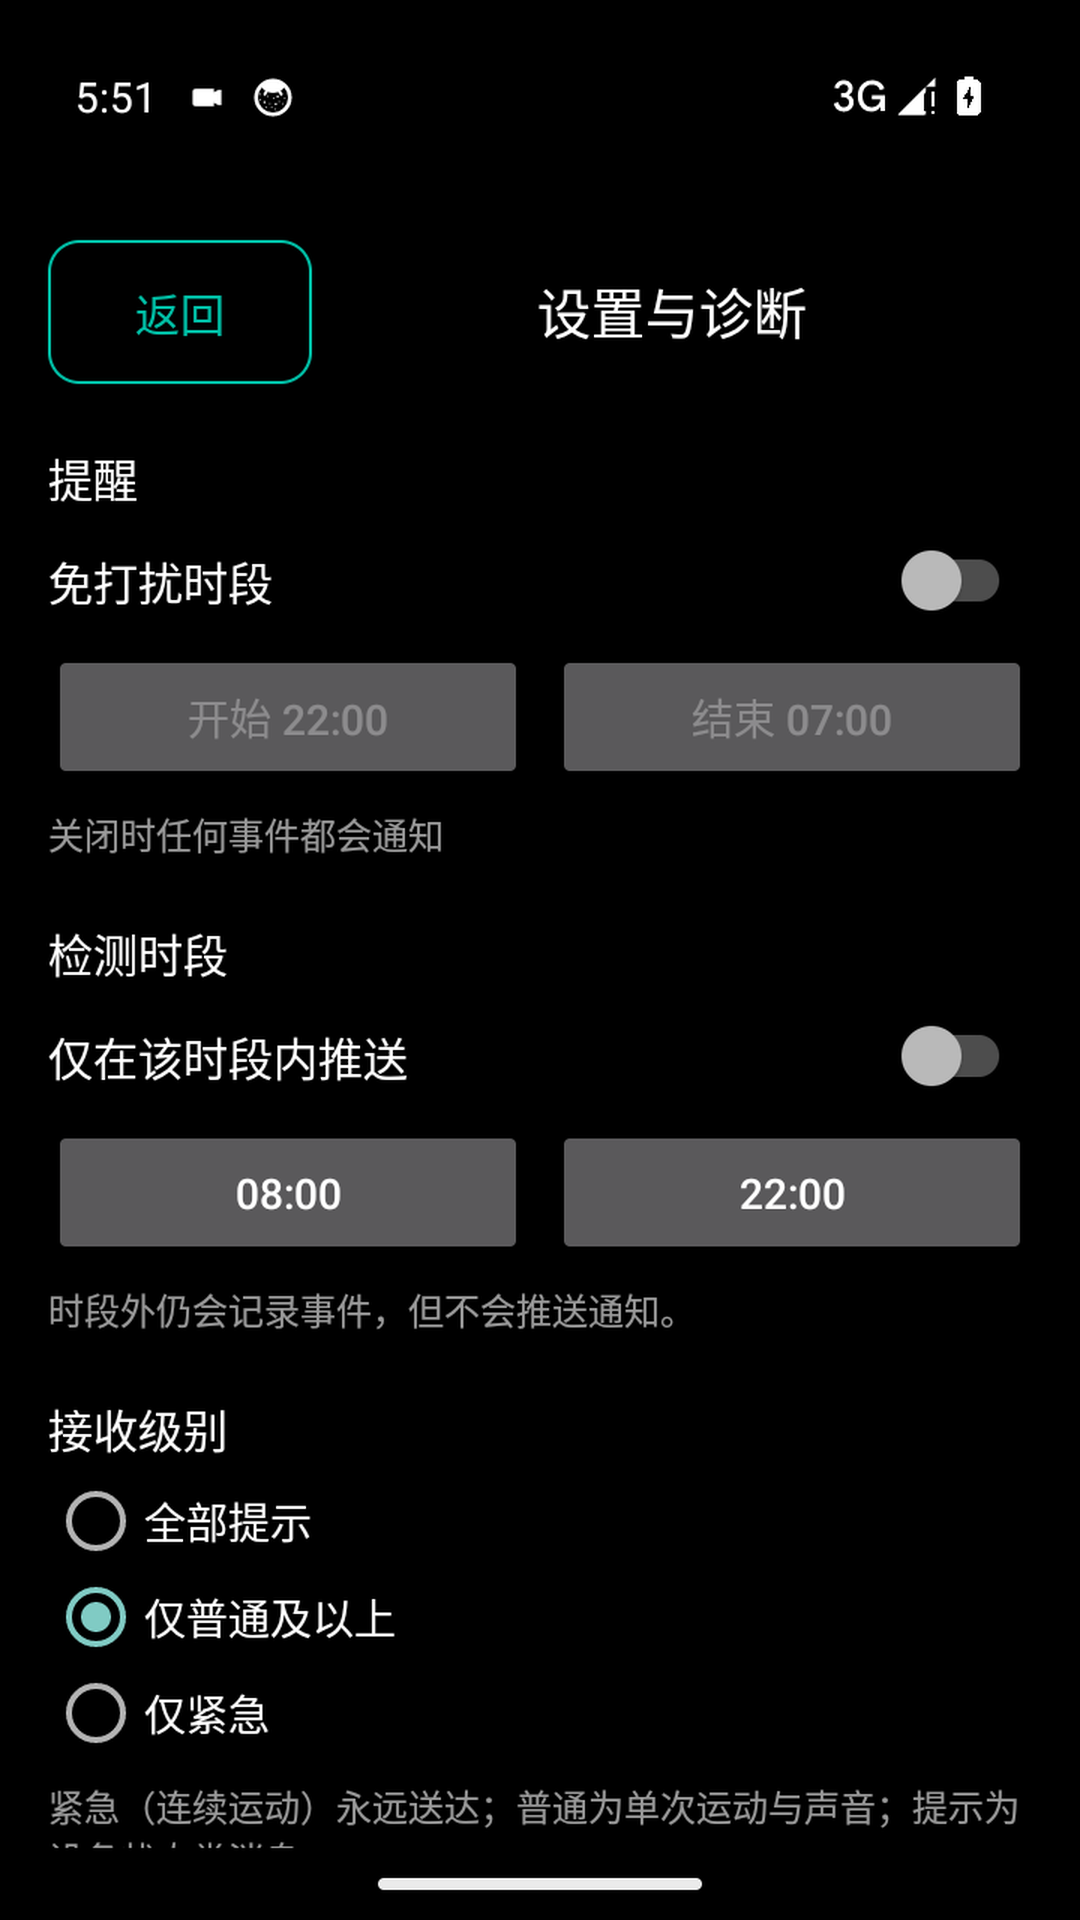 5:51
3G
返回
设置与诊断
提醒
免打扰时段
开始 22:00
结束 07:00
关闭时任何事件都会通知
检测时段
仅在该时段内推送
08:00
22:00
时段外仍会记录事件，但不会推送通知。
接收级别
全部提示
仅普通及以上
仅紧急
紧急（连续运动）永远送达；普通为单次运动与声音；提示为